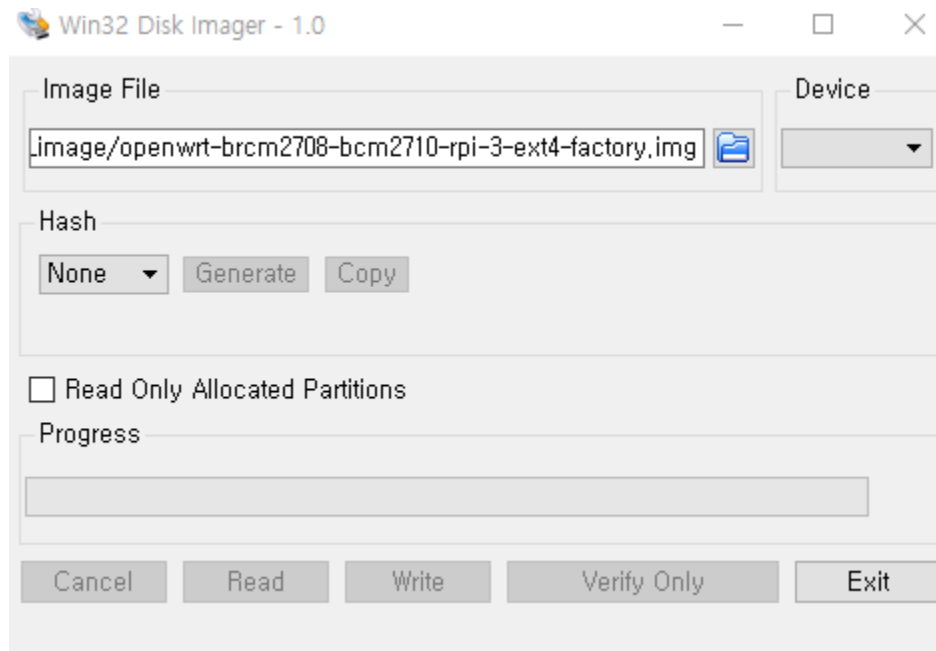 Win32 Disk Imager - 1.0
Image File
Device
_image/openwrt-brcm2708-bcm2710-rpi-3-ext4-factory.img
Hash
None Generate Copy
Read Only Allocated Partitions
Progress
Cancel Read Write Verify Only Exit